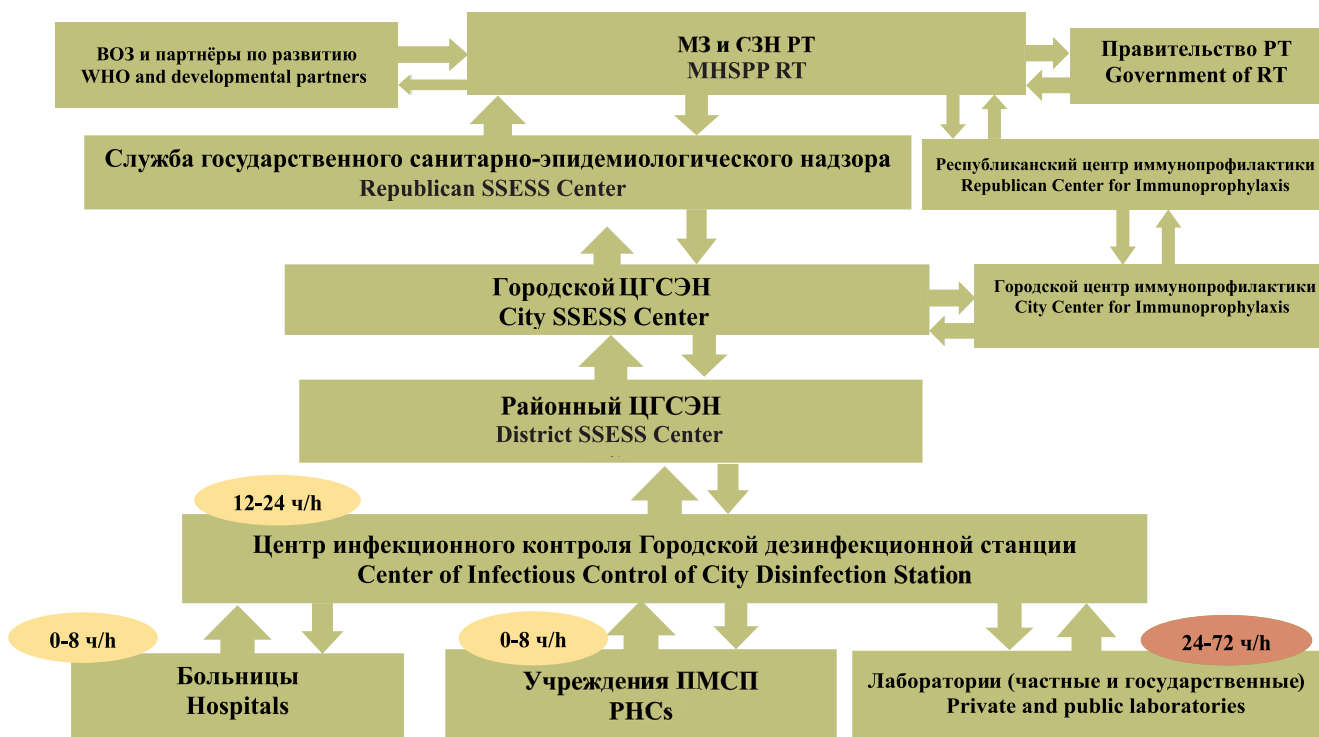 ВОЗ и партнёры по развитию
WHO and developmental partners
МЗ и СЗН РТ
MHSPP RT
Правительство РТ
Government of RT
Служба государственного санитарно-эпидемиологического надзора
Republican SSESS Center
Республиканский центр иммунопрофилактики
Republican Center for Immunoprophylaxis
Городской ЦГСЭН
City SSESS Center
Городской центр иммунопрофилактики
City Center for Immunoprophylaxis
Районный ЦГСЭН
District SSESS Center
12-24 ч/h
Центр инфекционного контроля Городской дезинфекционной станции
Center of Infectious Control of City Disinfection Station
0-8 ч/h
Больницы
Hospitals
0-8 ч/h
Учреждения ПМСП
PHCs
24-72 ч/h
Лаборатории (частные и государственные)
Private and public laboratories